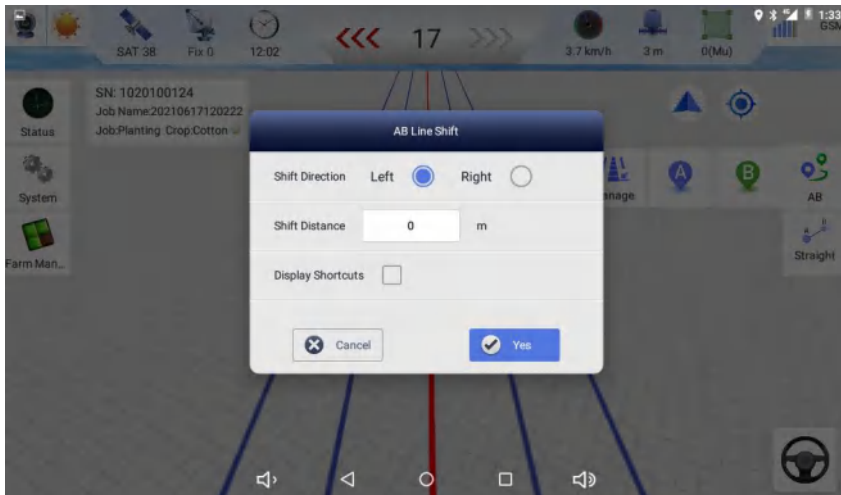 1:33
GSM
SAT 38
Fix 0
12:02
17
3.7 km/h
3 m
0(Mu)
SN: 1020100124
Job Name:20210617120222
Job:Planting Crop:Cotton
Status
System
Farm Man...
AB Line Shift
Shift Direction Left Right
Shift Distance 0 m
Display Shortcuts
Cancel
Yes
A
B
AB
Straight